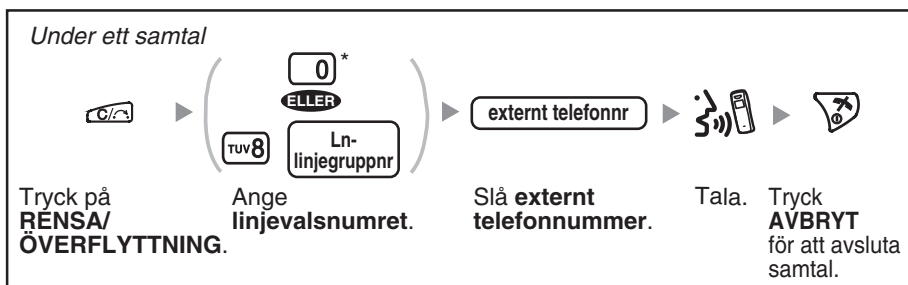 Under ett samtal
0*
ELLER
C/
TUV8
Ln-
linjegruppnr
externt telefonnr
Tryck på
RENSA/
ÖVERFLYTTNING.
Ange
linjevalsnumret.
Slå externt
telefonnummer.
Tala.
Tryck
AVBRYT
för att avsluta
samtal.